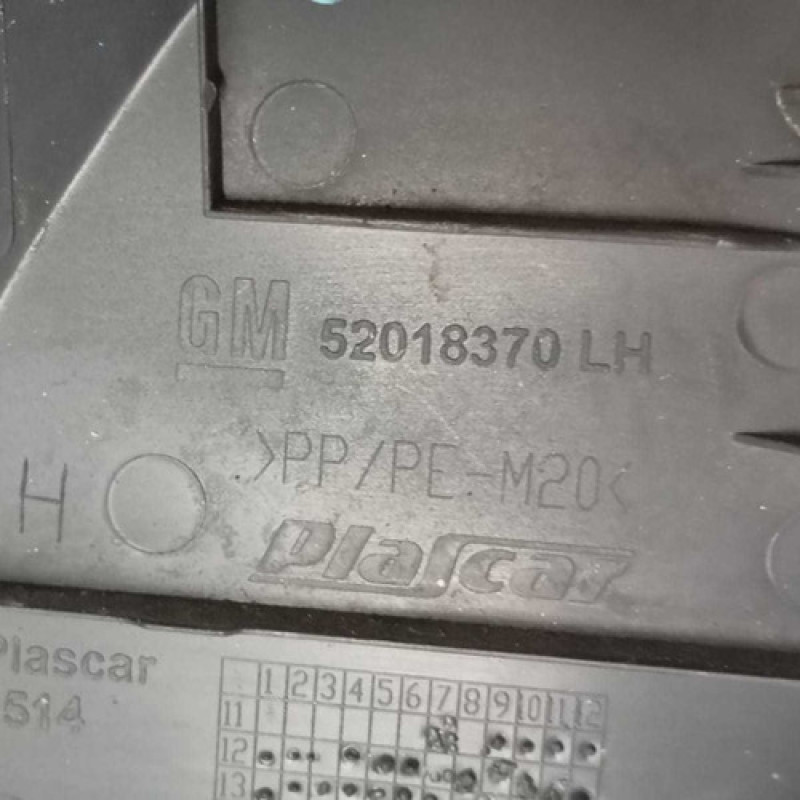 GM 52018370 LH
>PP/PE-M20<
H
Plascar
Plascar
514
1 2 3 4 5 6 7 8 9 10 11 12
11
12
13